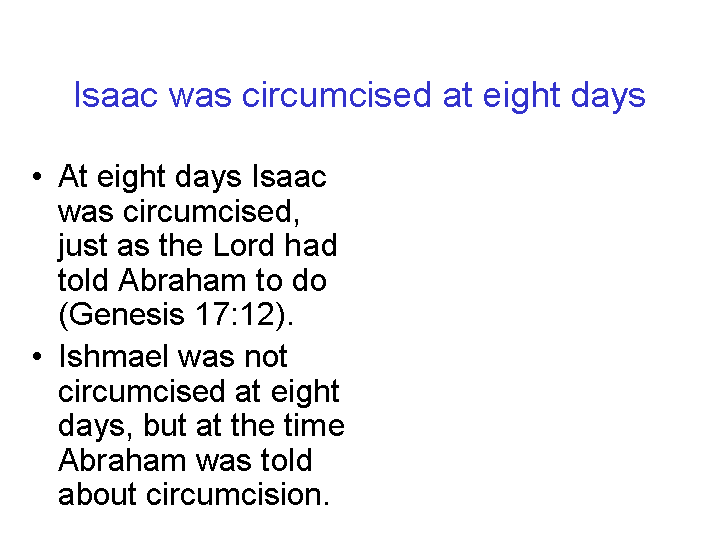 Isaac was circumcised at eight days
• At eight days Isaac
was circumcised,
just as the Lord had
told Abraham to do
(Genesis 17:12).
• Ishmael was not
circumcised at eight
days, but at the time
Abraham was told
about circumcision.